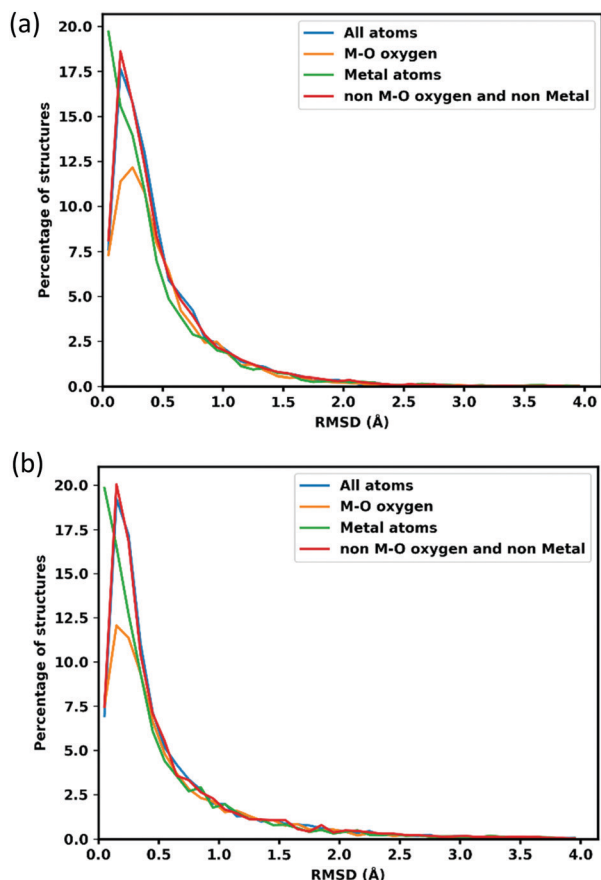 (a)
20.0
17.5
15.0
12.5
10.0
7.5
5.0
2.5
0.0
Percentage of structures
All atoms
M-O oxygen
Metal atoms
non M-O oxygen and non Metal
0.0 0.5 1.0 1.5 2.0 2.5 3.0 3.5 4.0
RMSD (Å)
(b)
20.0
17.5
15.0
12.5
10.0
7.5
5.0
2.5
0.0
Percentage of structures
All atoms
M-O oxygen
Metal atoms
non M-O oxygen and non Metal
0.0 0.5 1.0 1.5 2.0 2.5 3.0 3.5 4.0
RMSD (Å)